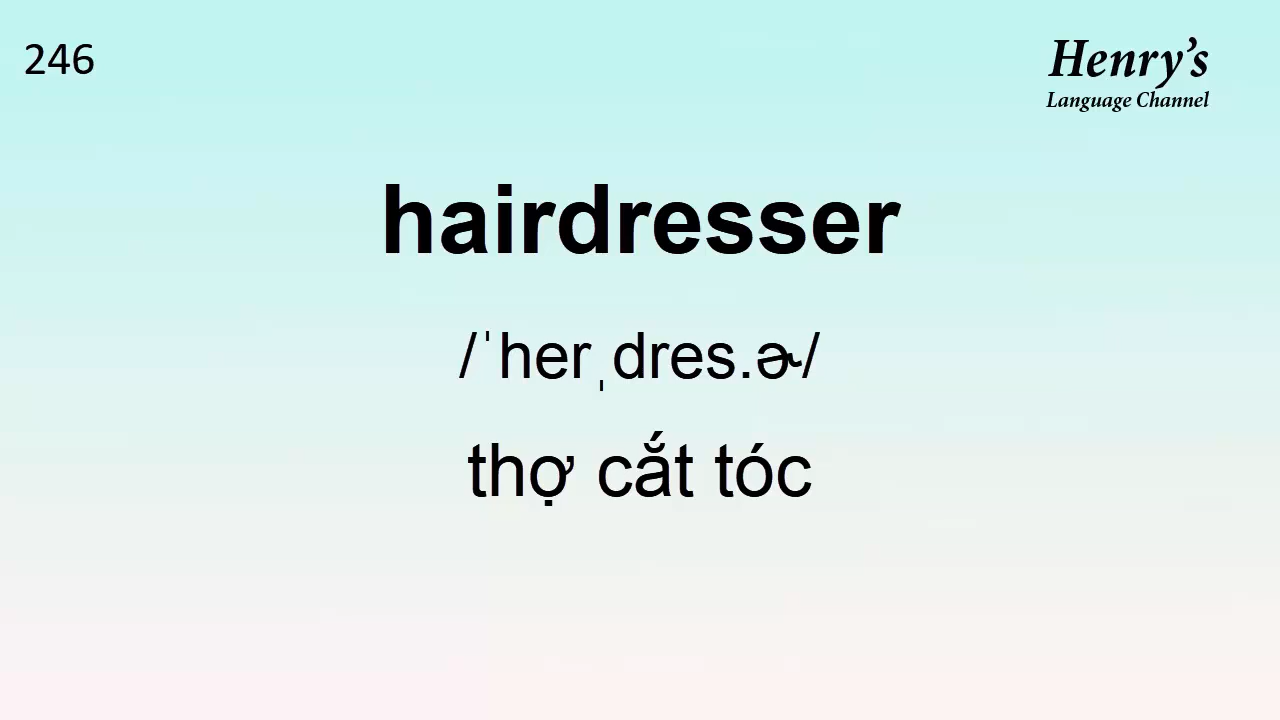 246
Henry’s
Language Channel
hairdresser
/ˈherˌdres.ɚ/
thợ cắt tóc